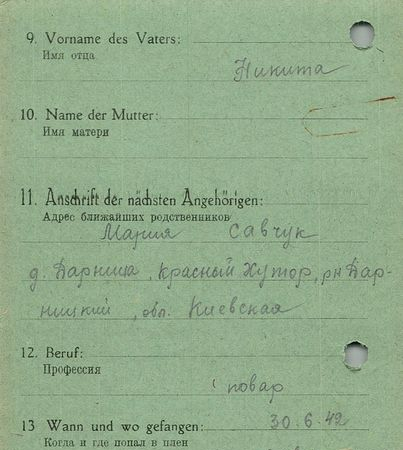 9. Vorname des Vaters:
Имя отца
Никита
10. Name der Mutter:
Имя матери
11. Anschrift der nächsten Angehörigen:
Адрес ближайших родственников
Мария Савчук
д. Дарница, Красный Хутор, рн Дар-
ницкий, обл. Киевская
12. Beruf:
Профессия
повар
13 Wann und wo gefangen:
30.6.42
Когда и где попал в плен